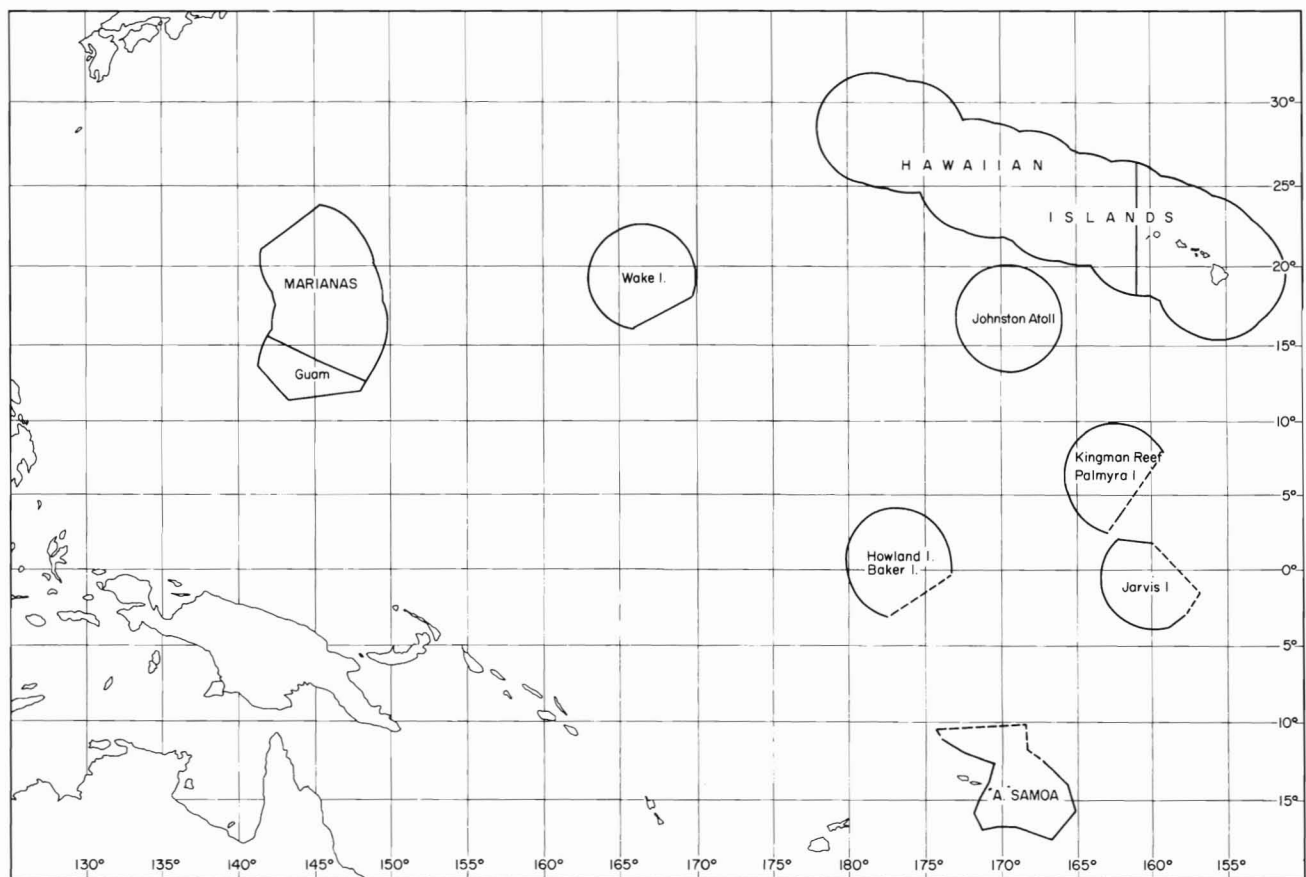 30°
HAWAIIAN
25°
ISLANDS
MARIANAS
Wake I.
20°
Johnston Atoll
15°
Guam
10°
Kingman Reef
Palmyra I
5°
Howland I.
Baker I.
0°
Jarvis I
5°
10°
A. SAMOA
15°
130° 135° 140° 145° 150° 155° 160° 165° 170° 175° 180° 175° 170° 165° 160° 155°